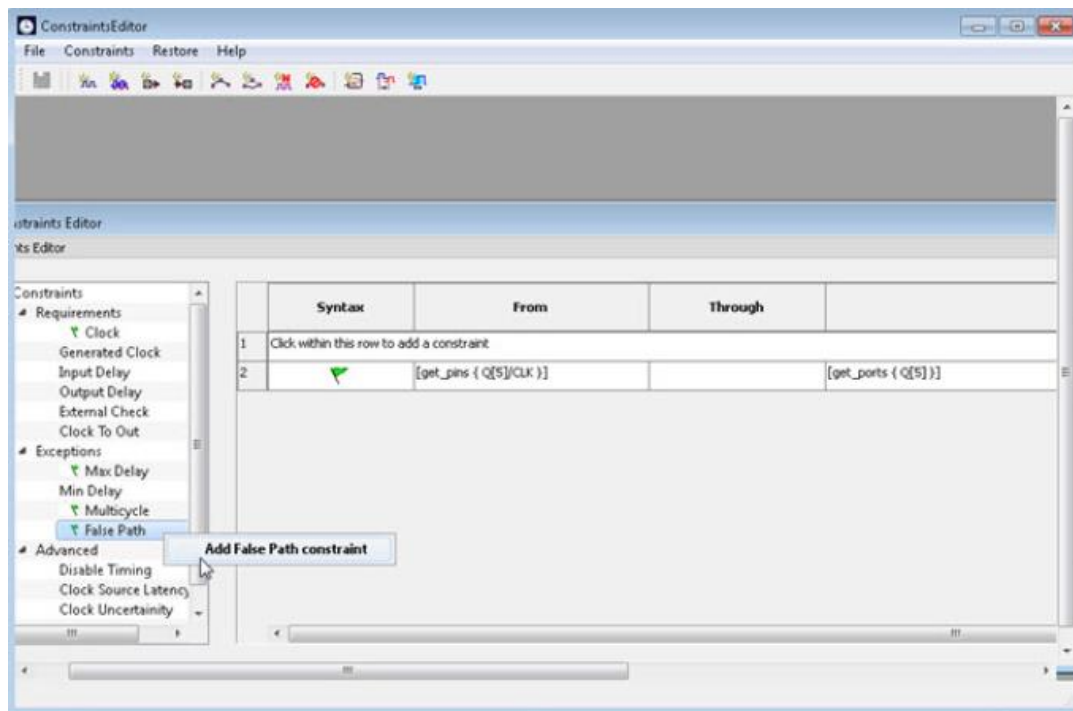 ConstraintsEditor
File Constraints Restore Help
straints Editor
nts Editor
Constraints
Requirements
Clock
Generated Clock
Input Delay
Output Delay
External Check
Clock To Out
Exceptions
Max Delay
Min Delay
Multicycle
False Path
Advanced
Disable Timing
Clock Source Latency
Clock Uncertainity
Add False Path constraint
Syntax From Through
1 Click within this row to add a constraint
2 [get_pins { Q[5]/CLK }] [get_ports { Q[5] }]